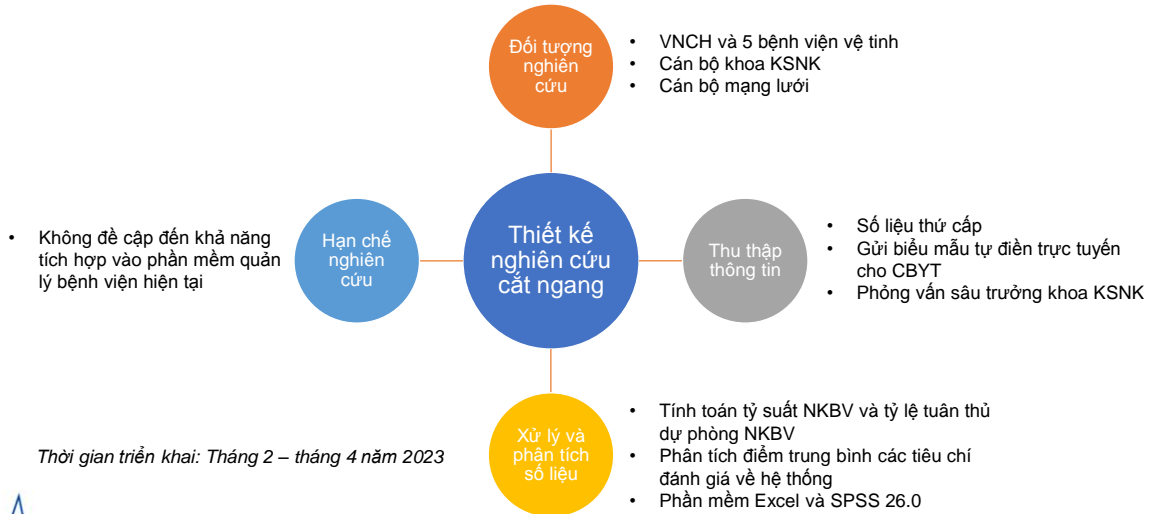 Đối tượng
nghiên
cứu
• VNCH và 5 bệnh viện vệ tinh
• Cán bộ khoa KSNK
• Cán bộ mạng lưới
• Không đề cập đến khả năng
tích hợp vào phần mềm quản
lý bệnh viện hiện tại
Hạn chế
nghiên
cứu
Thiết kế
nghiên cứu
cắt ngang
Thu thập
thông tin
• Số liệu thứ cấp
• Gửi biểu mẫu tự điền trực tuyến
cho CBYT
• Phỏng vấn sâu trưởng khoa KSNK
Thời gian triển khai: Tháng 2 – tháng 4 năm 2023
Xử lý và
phân tích
số liệu
• Tính toán tỷ suất NKBV và tỷ lệ tuân thủ
dự phòng NKBV
• Phân tích điểm trung bình các tiêu chí
đánh giá về hệ thống
• Phần mềm Excel và SPSS 26.0